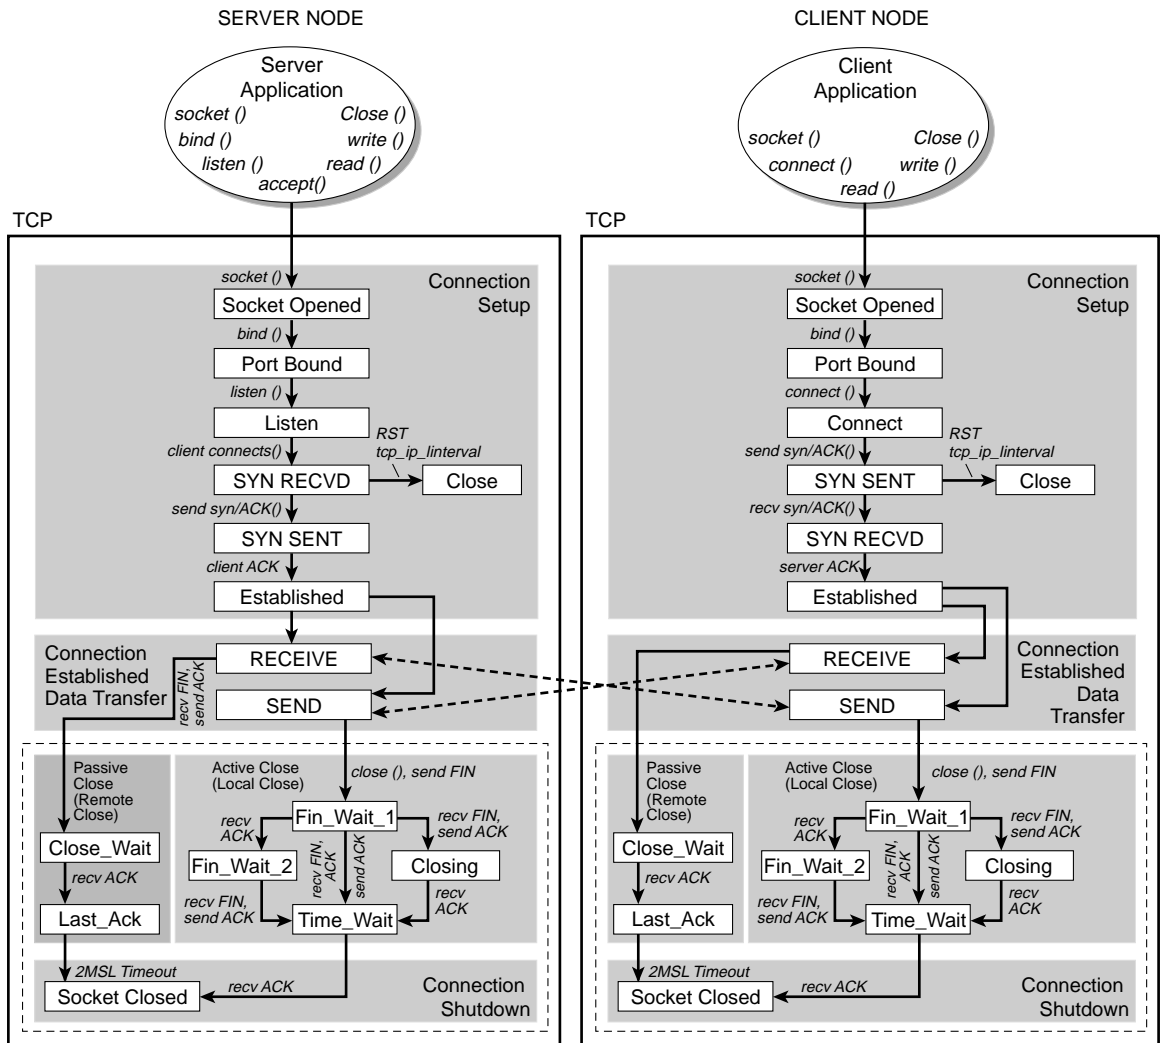 SERVER NODE
Server
Application
socket ()
Close ()
bind ()
write ()
listen ()
read ()
accept()
TCP
Connection
Setup
socket ()
Socket Opened
bind ()
Port Bound
listen ()
Listen
client connects()
RST
tcp_ip_Iinterval
SYN RECVD
Close
send syn/ACK()
SYN SENT
client ACK
Established
Connection
Established
Data Transfer
RECEIVE
SEND
recv FIN,
send ACK
Passive
Close
(Remote
Close)
Active Close
(Local Close)
close (), send FIN
Fin_Wait_1
recv
ACK
recv FIN,
send ACK
Close_Wait
Fin_Wait_2
recv FIN,
ACK
send ACK
Closing
recv ACK
recv FIN,
send ACK
recv
ACK
Last_Ack
Time_Wait
2MSL Timeout
recv ACK
Socket Closed
Connection
Shutdown
CLIENT NODE
Client
Application
socket ()
Close ()
connect ()
write ()
read ()
TCP
Connection
Setup
socket ()
Socket Opened
bind ()
Port Bound
connect ()
Connect
send syn/ACK()
RST
tcp_ip_Iinterval
SYN SENT
Close
recv syn/ACK()
SYN RECVD
server ACK
Established
Connection
Established
Data
Transfer
RECEIVE
SEND
Passive
Close
(Remote
Close)
Active Close
(Local Close)
close (), send FIN
Fin_Wait_1
recv
ACK
recv FIN,
send ACK
Close_Wait
Fin_Wait_2
recv FIN,
ACK
send ACK
Closing
recv ACK
recv FIN,
send ACK
recv
ACK
Last_Ack
Time_Wait
2MSL Timeout
recv ACK
Socket Closed
Connection
Shutdown